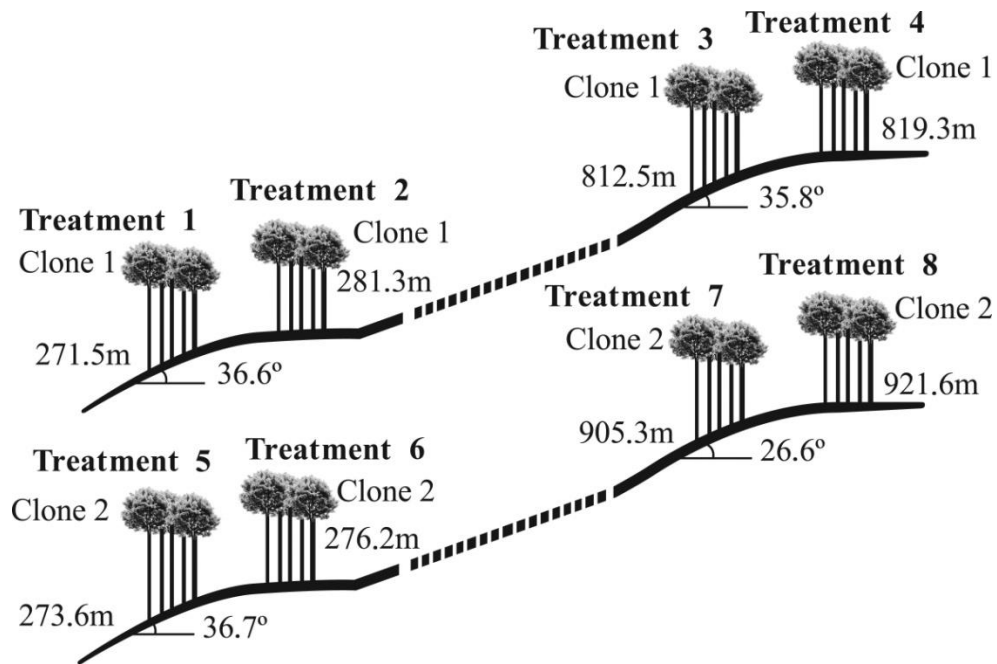 Treatment 3
Treatment 4
Clone 1
Clone 1
819.3m
812.5m
35.8º
Treatment 1
Treatment 2
Clone 1
Clone 1
281.3m
271.5m
36.6º
Treatment 7
Treatment 8
Clone 2
Clone 2
921.6m
905.3m
26.6º
Treatment 5
Treatment 6
Clone 2
Clone 2
276.2m
273.6m
36.7º